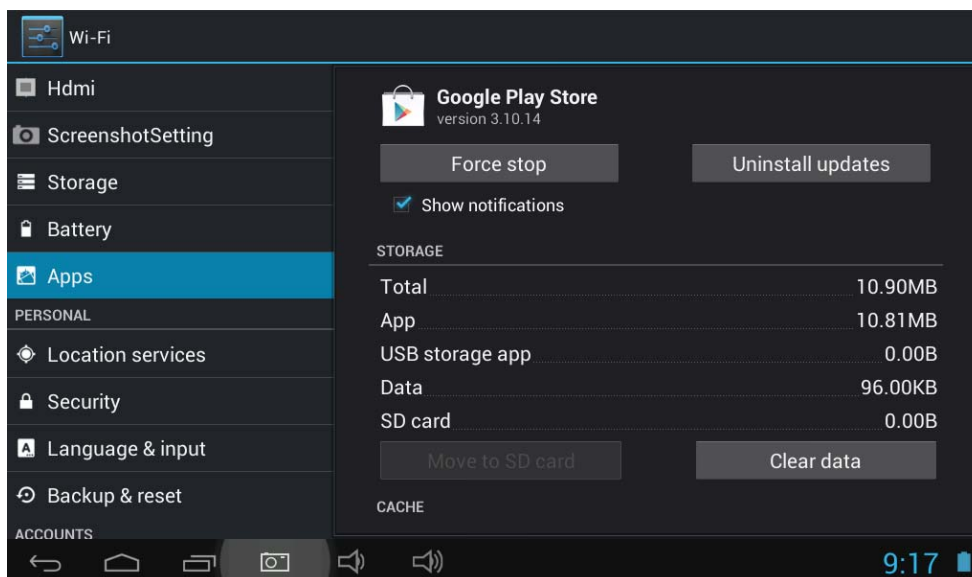 Wi-Fi
Hdmi
ScreenshotSetting
Storage
Battery
Apps
PERSONAL
Location services
Security
Language & input
Backup & reset
ACCOUNTS
Google Play Store
version 3.10.14
Force stop
Uninstall updates
Show notifications
STORAGE
Total 10.90MB
App 10.81MB
USB storage app 0.00B
Data 96.00KB
SD card 0.00B
Move to SD card
Clear data
CACHE
9:17